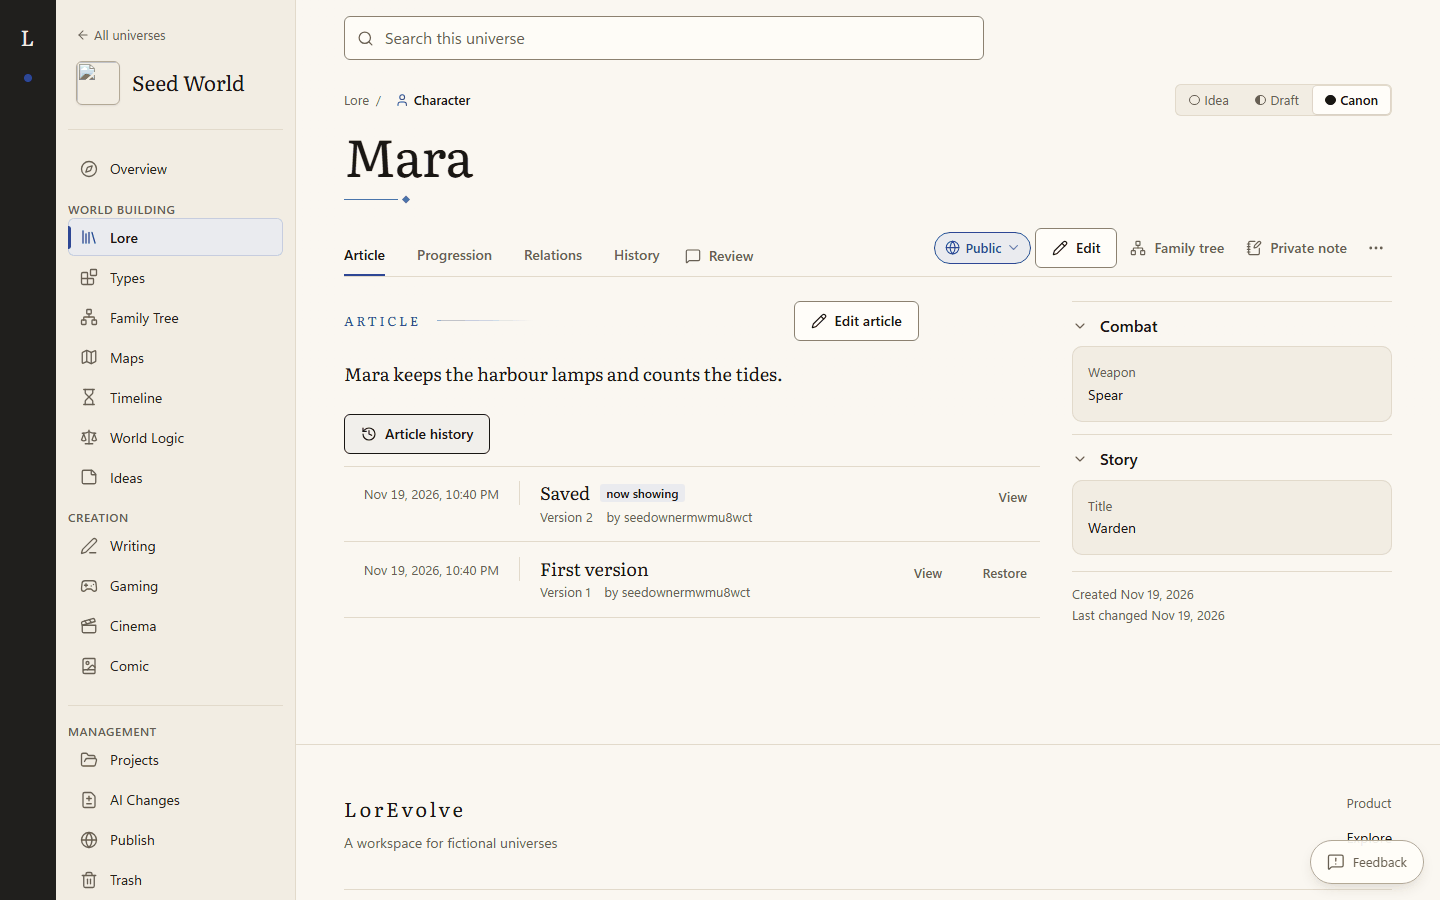 L
All universes
Seed World
Overview
WORLD BUILDING
Lore
Types
Family Tree
Maps
Timeline
World Logic
Ideas
CREATION
Writing
Gaming
Cinema
Comic
MANAGEMENT
Projects
AI Changes
Publish
Trash
Search this universe
Lore / Character
Idea Draft Canon
Mara
Article Progression Relations History Review
Public Edit Family tree Private note
ARTICLE
Edit article
Mara keeps the harbour lamps and counts the tides.
Article history
Nov 19, 2026, 10:40 PM Saved now showing View
Version 2 by seedownermwmu8wct
Nov 19, 2026, 10:40 PM First version View Restore
Version 1 by seedownermwmu8wct
Combat
Weapon
Spear
Story
Title
Warden
Created Nov 19, 2026
Last changed Nov 19, 2026
LorEvolve
A workspace for fictional universes
Product
Explore
Feedback